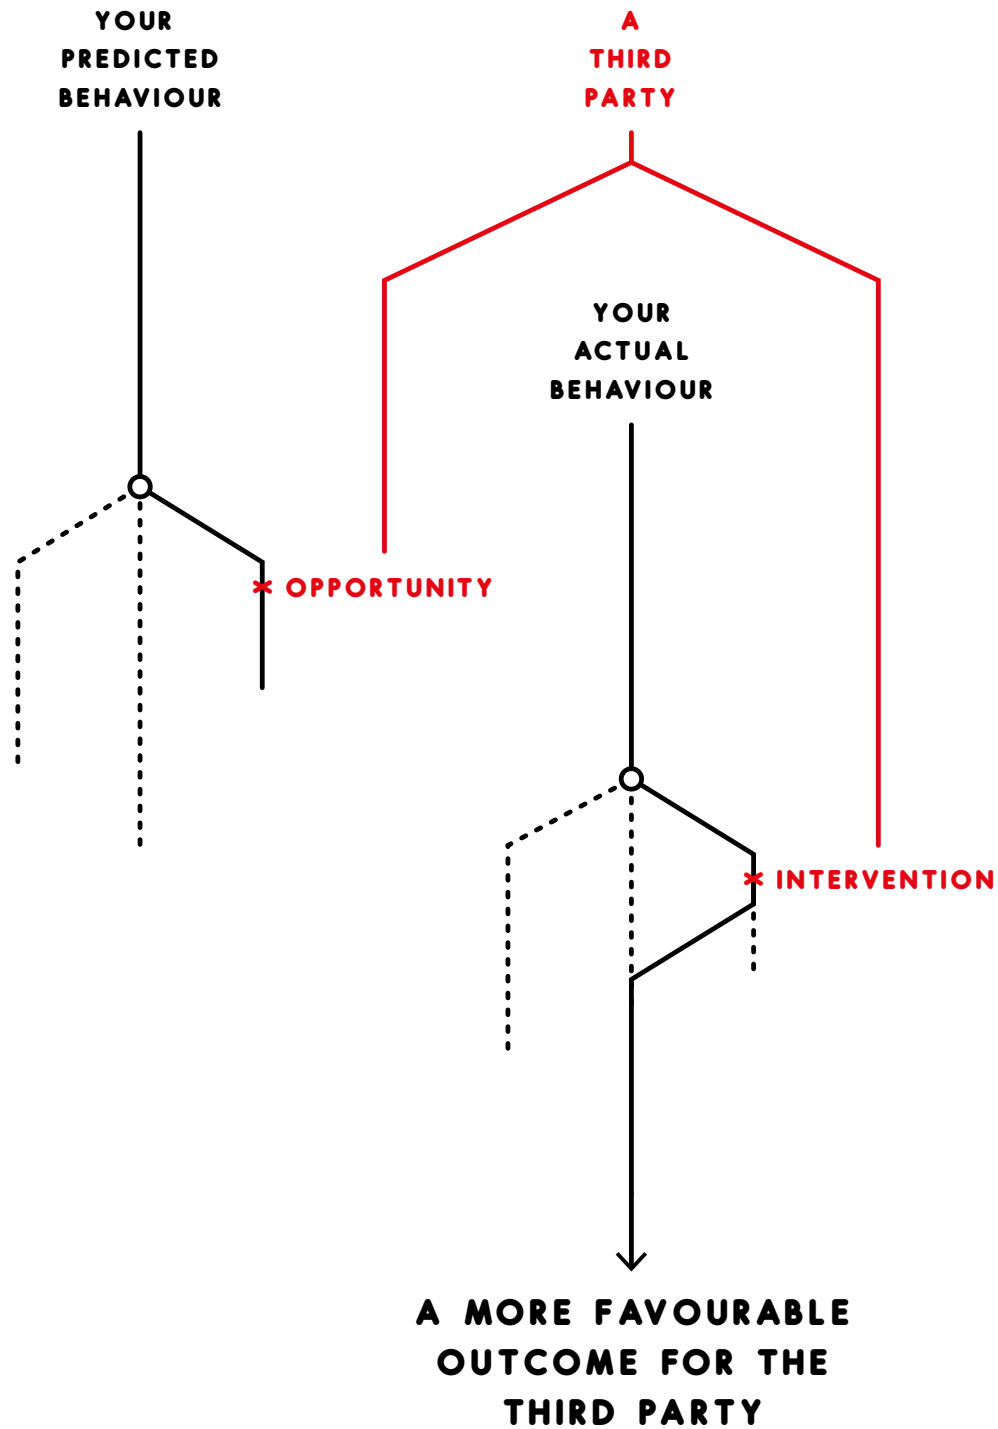 YOUR
PREDICTED
BEHAVIOUR
A
THIRD
PARTY
YOUR
ACTUAL
BEHAVIOUR
OPPORTUNITY
INTERVENTION
A MORE FAVOURABLE
OUTCOME FOR THE
THIRD PARTY